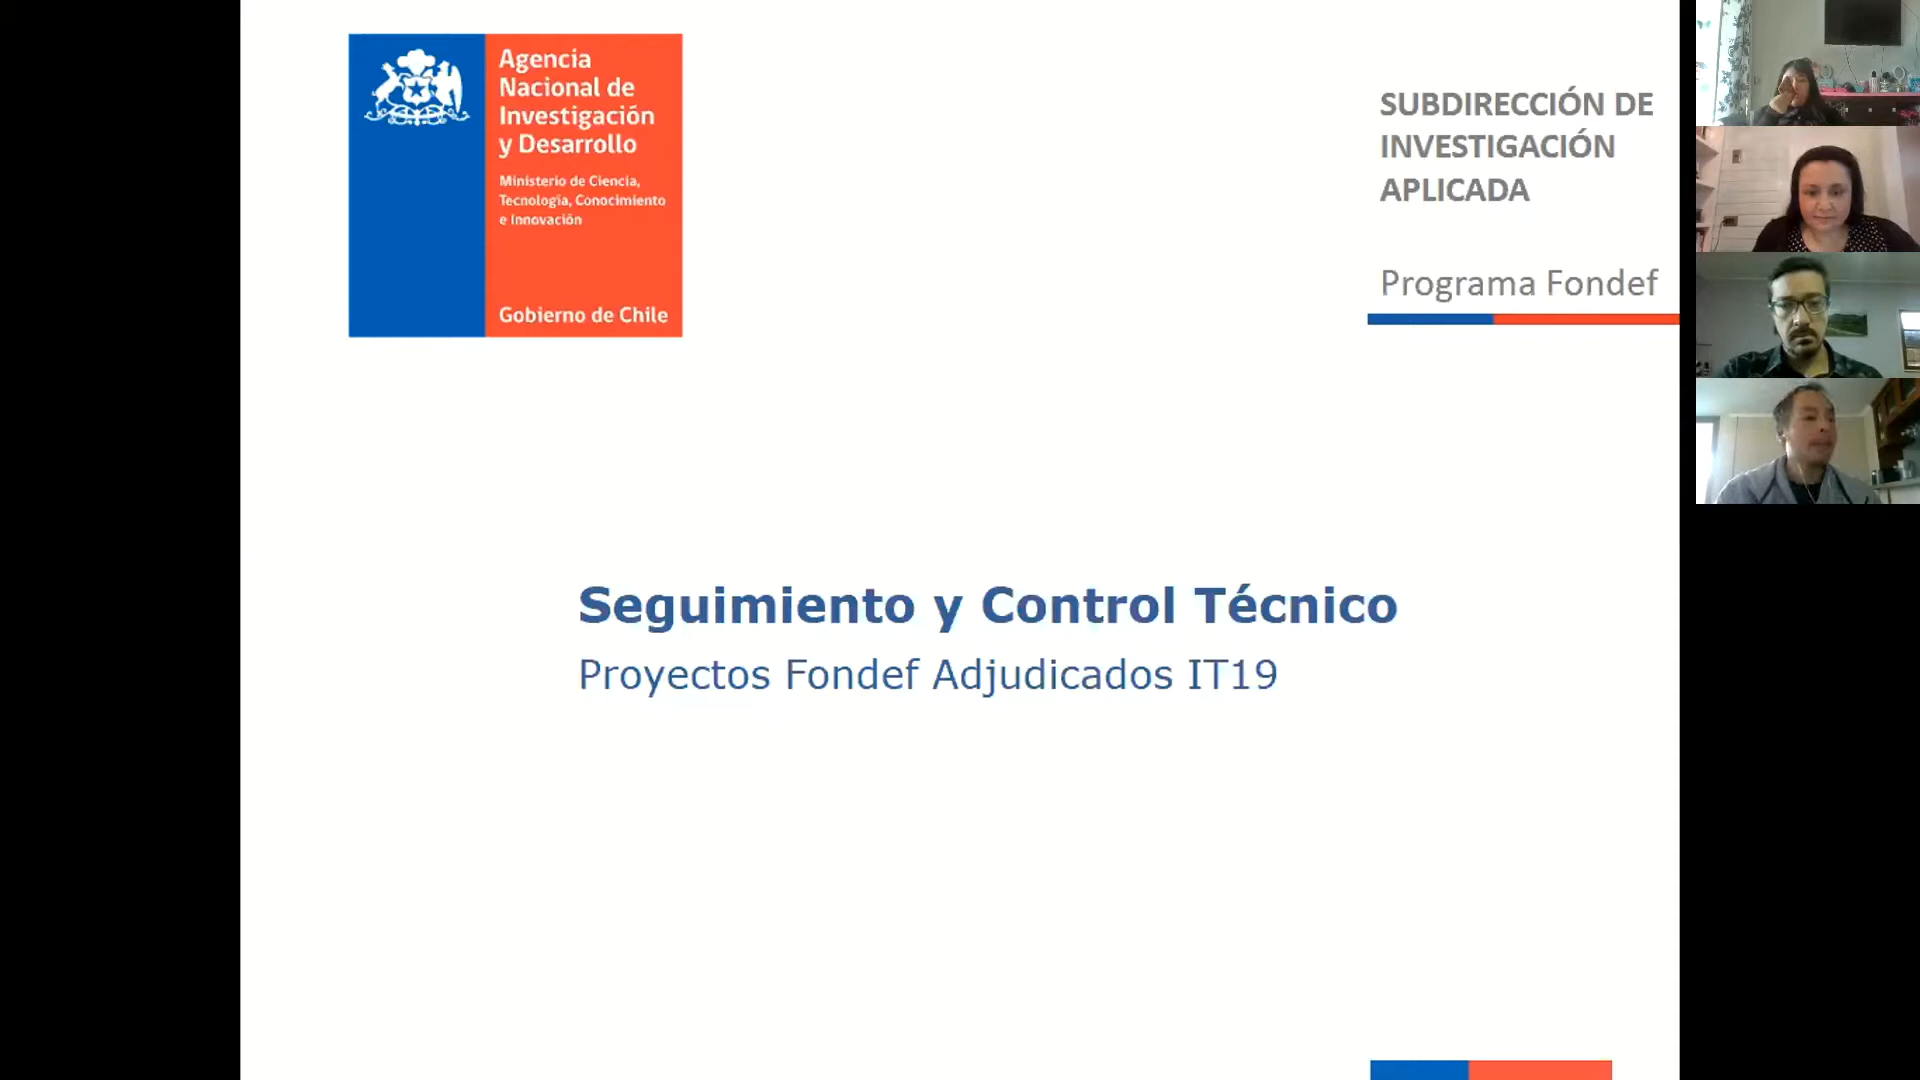 Agencia
Nacional de
Investigación
y Desarrollo
Ministerio de Ciencia,
Tecnología, Conocimiento
e Innovación
Gobierno de Chile
SUBDIRECCIÓN DE
INVESTIGACIÓN
APLICADA
Programa Fondef
Seguimiento y Control Técnico
Proyectos Fondef Adjudicados IT19